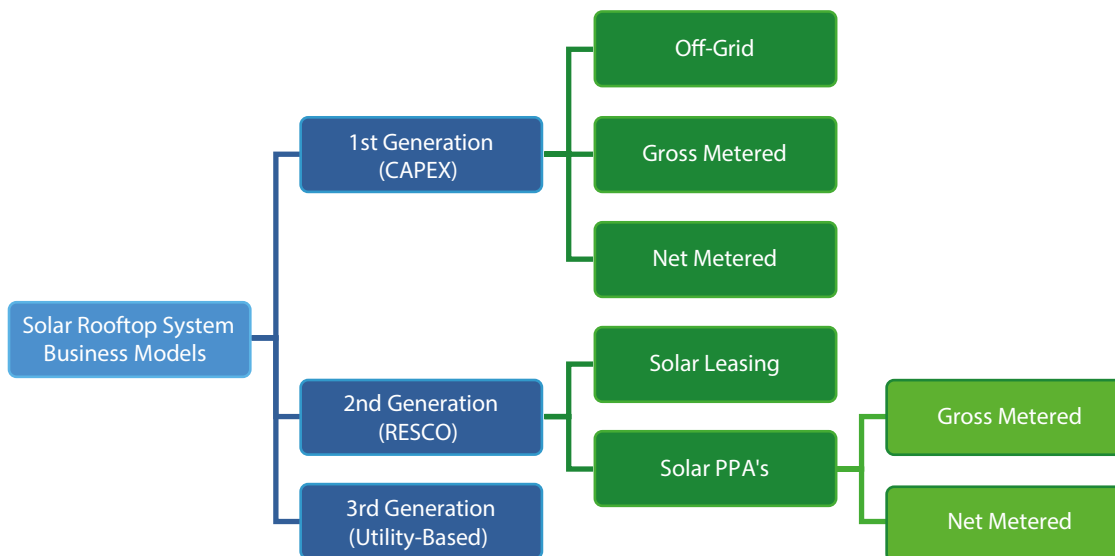 Solar Rooftop System
Business Models
1st Generation
(CAPEX)
Off-Grid
Gross Metered
Net Metered
2nd Generation
(RESCO)
Solar Leasing
Solar PPA's
Gross Metered
Net Metered
3rd Generation
(Utility-Based)